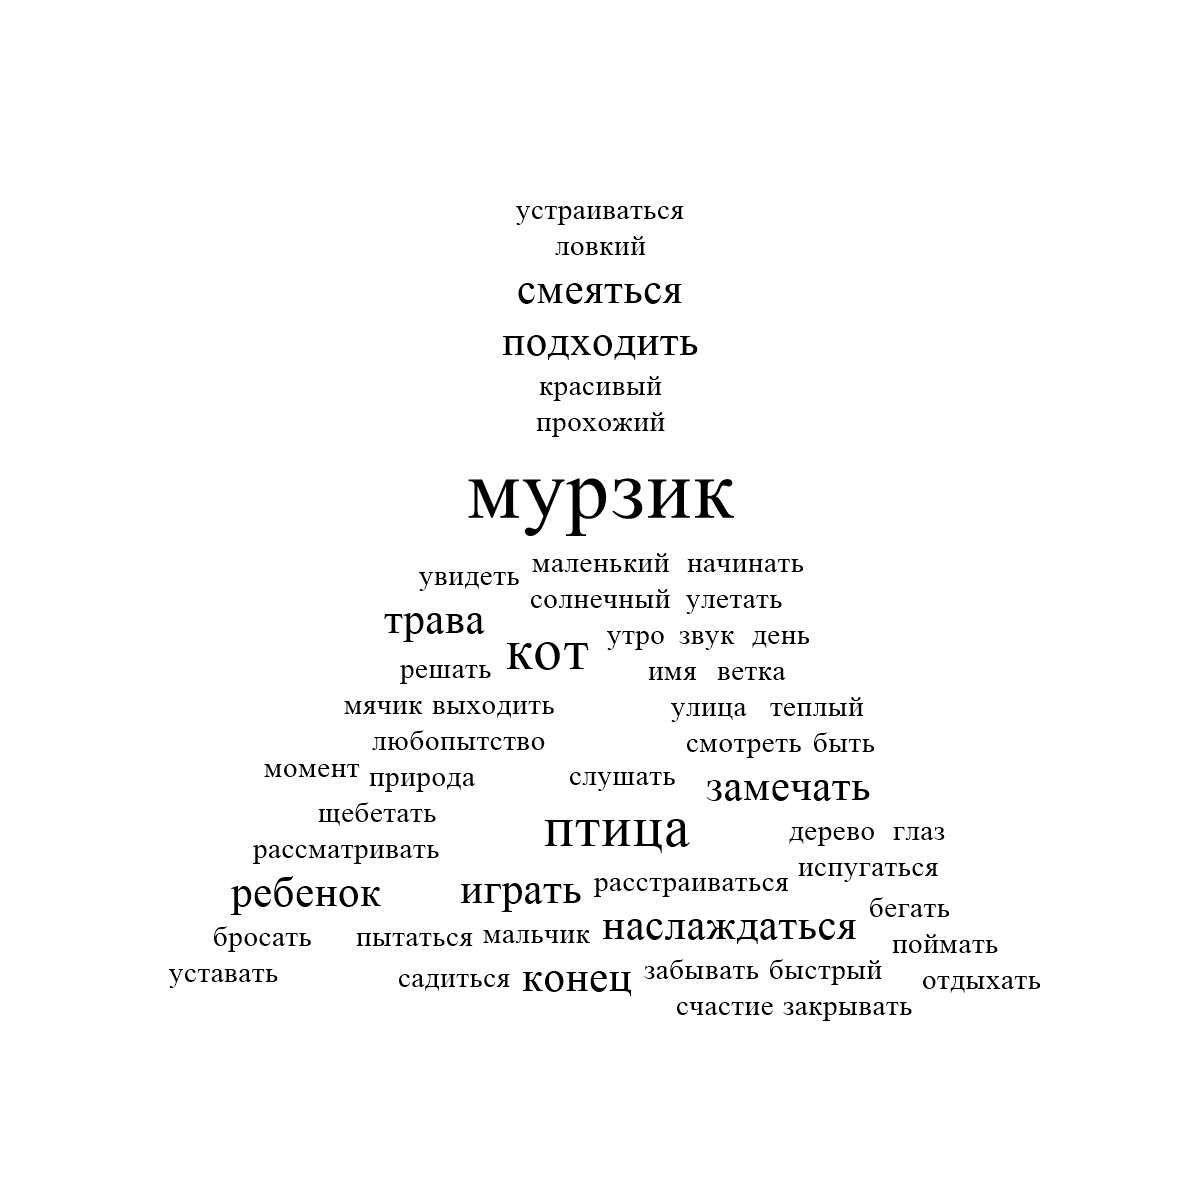 устраиваться
ловкий
смеяться
подходить
красивый
прохожий
мурзик
увидеть маленький начинать
солнечный улетать
трава
кот утро звук день
решать имя ветка
мячик выходить улица теплый
любопытство смотреть быть
момент природа слушать замечать
щебетать птица дерево глаз
рассматривать испугаться
ребенок играть расстраиваться бегать
бросать пытаться мальчик наслаждаться поймать
уставать садиться конец забывать быстрый отдыхать
счастие закрывать